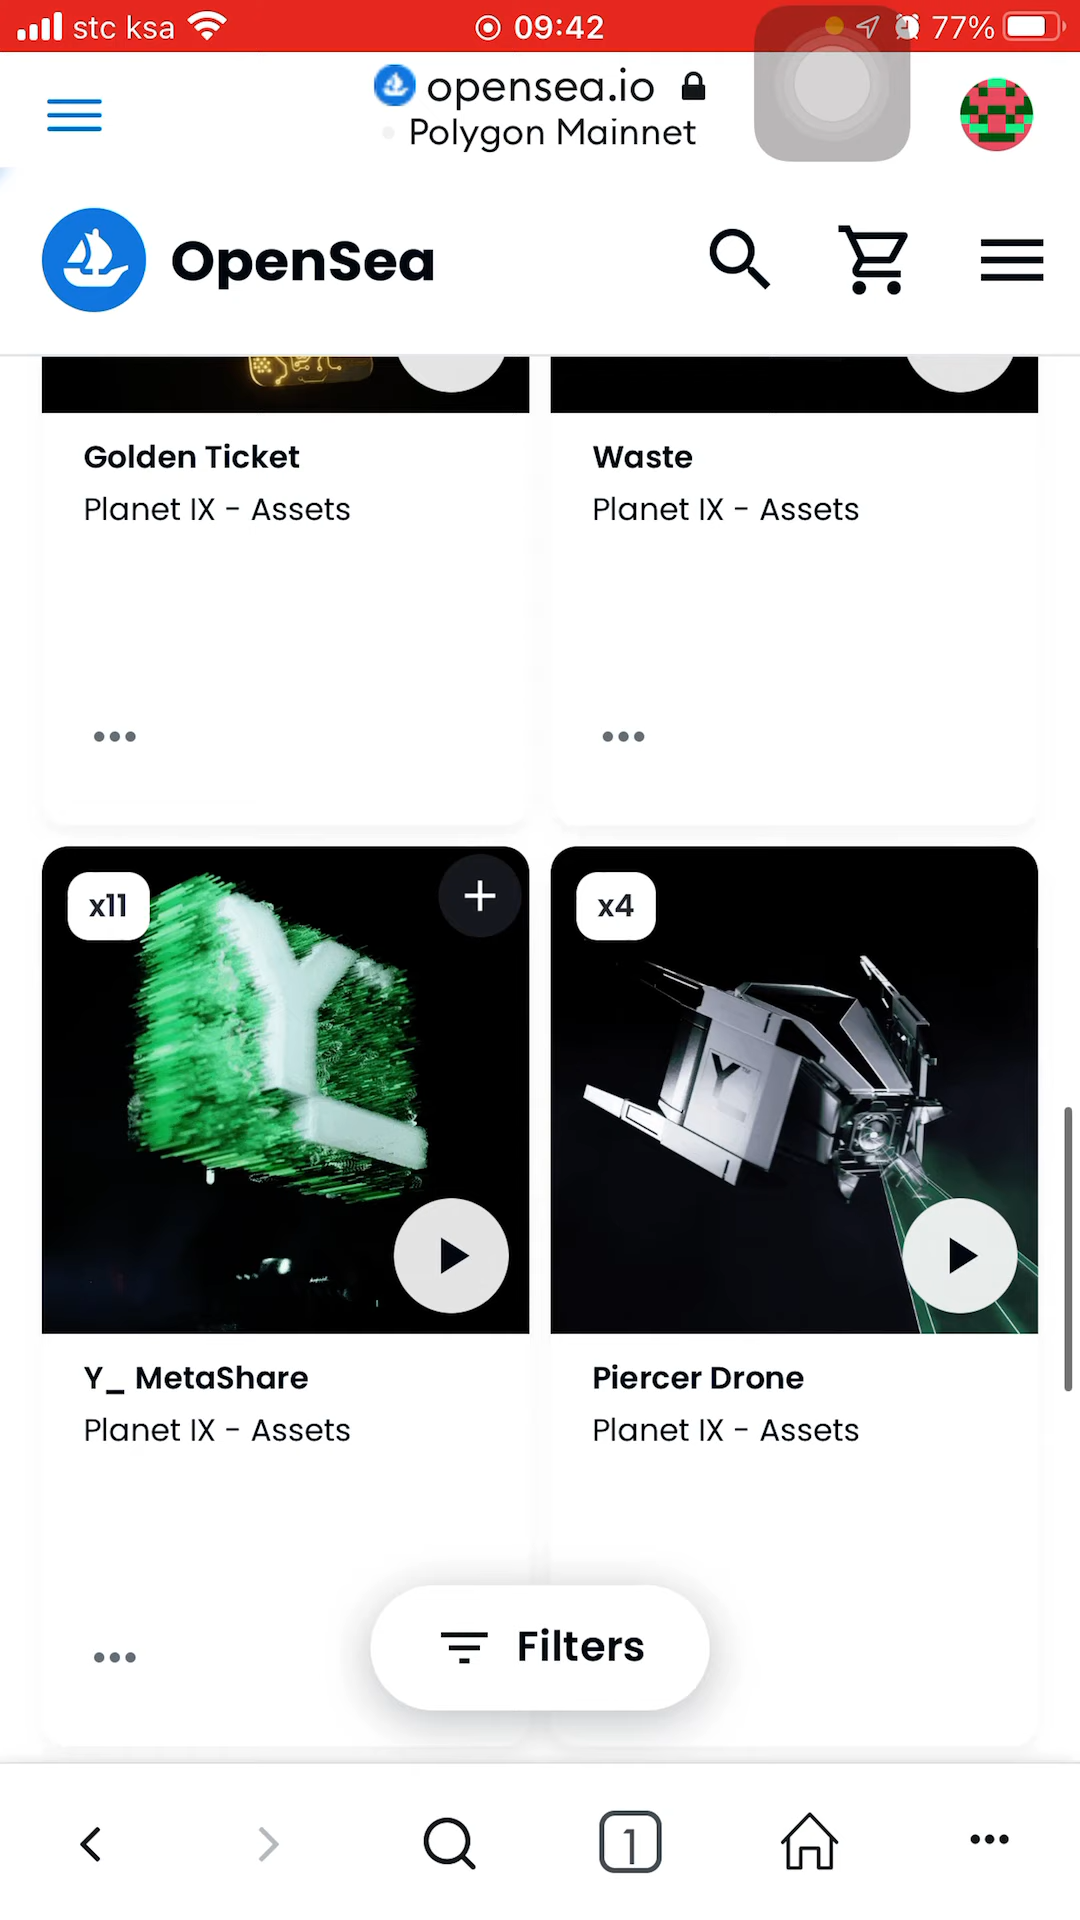 stc ksa 09:42 77%
opensea.io
Polygon Mainnet
OpenSea
Golden Ticket
Planet IX - Assets
Waste
Planet IX - Assets
x11
x4
Y
Y_ MetaShare
Planet IX - Assets
Piercer Drone
Planet IX - Assets
Filters
1